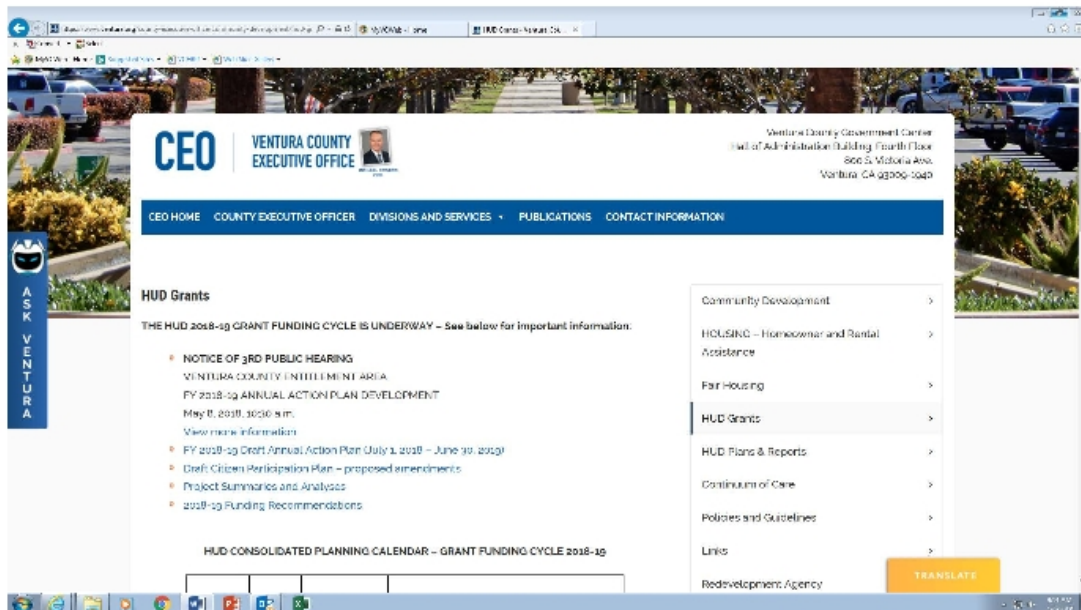 MyVCWeb - Home
HUD Grants - Ventura Cou...
CEO
VENTURA COUNTY
EXECUTIVE OFFICE
Ventura County Government Center
Hall of Administration Building, Fourth Floor
800 S. Victoria Ave.
Ventura, CA 93009-1940
CEO HOME COUNTY EXECUTIVE OFFICER DIVISIONS AND SERVICES PUBLICATIONS CONTACT INFORMATION
ASK VENTURA
HUD Grants
THE HUD 2018-19 GRANT FUNDING CYCLE IS UNDERWAY – See below for important information:
NOTICE OF 3RD PUBLIC HEARING
VENTURA COUNTY ENTITLEMENT AREA
FY 2018-19 ANNUAL ACTION PLAN DEVELOPMENT
May 8, 2018, 10:30 a.m.
View more information
FY 2018-19 Draft Annual Action Plan (July 1, 2018 – June 30, 2019)
Draft Citizen Participation Plan – proposed amendments
Project Summaries and Analyses
2018-19 Funding Recommendations
HUD CONSOLIDATED PLANNING CALENDAR – GRANT FUNDING CYCLE 2018-19
Community Development
HOUSING – Homeowner and Rental
Assistance
Fair Housing
HUD Grants
HUD Plans & Reports
Continuum of Care
Policies and Guidelines
Links
Redevelopment Agency
TRANSLATE